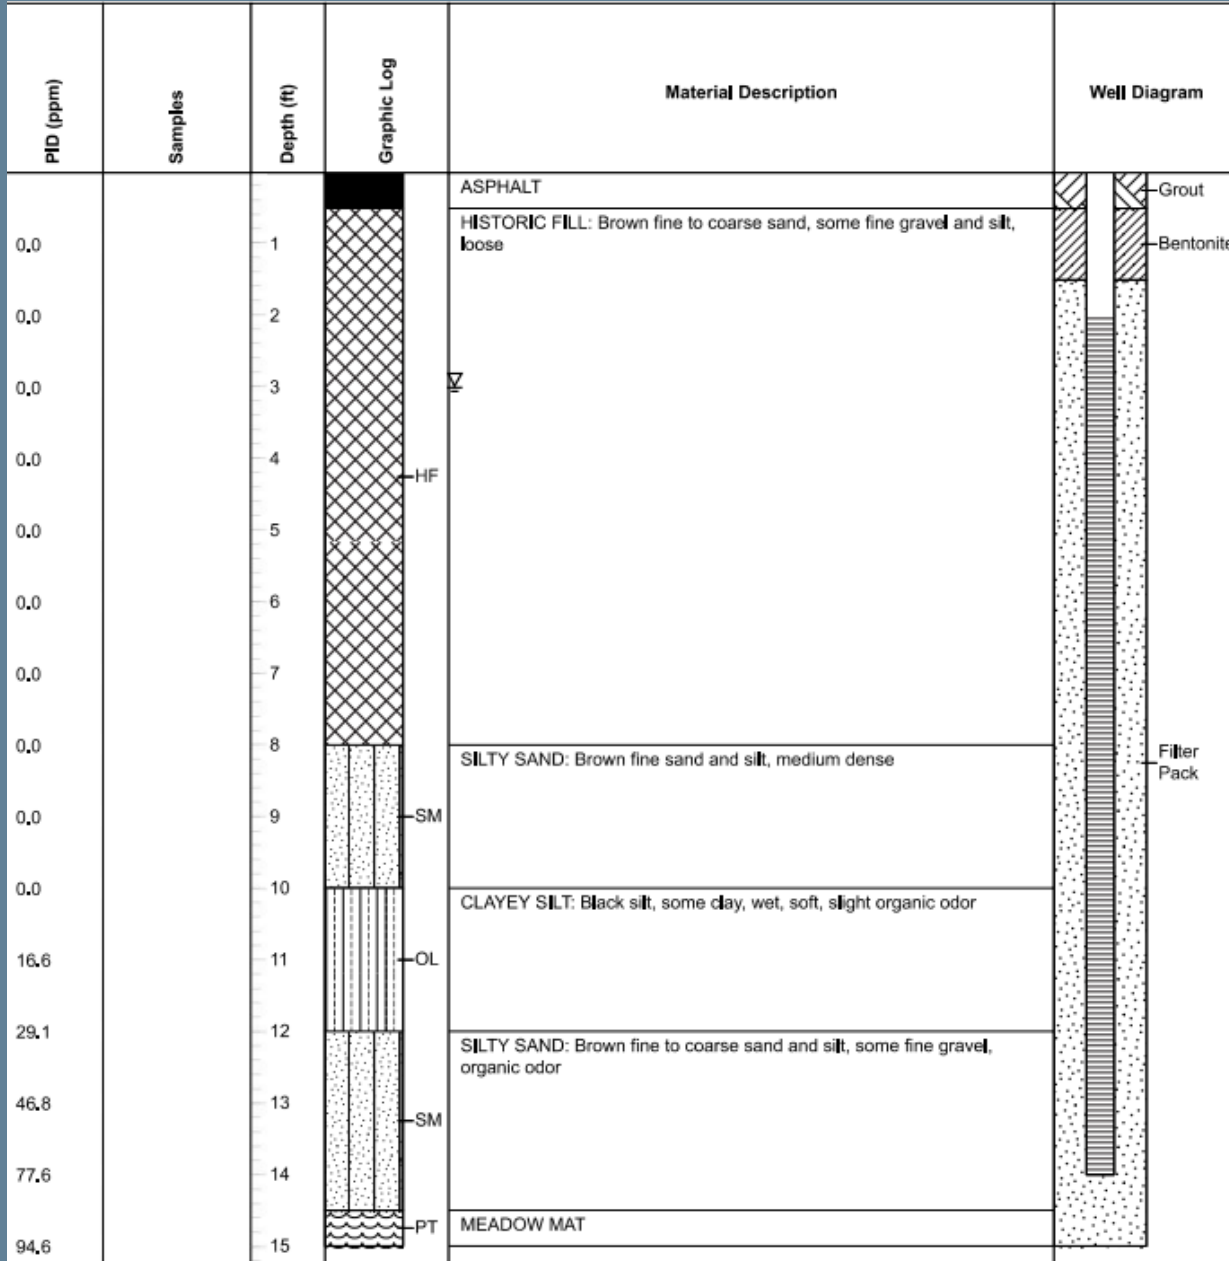 PID (ppm)
Samples
Depth (ft)
Graphic Log
Material Description
Well Diagram
ASPHALT
Grout
HISTORIC FILL: Brown fine to coarse sand, some fine gravel and silt,
loose
0.0
1
Bentonite
0.0
2
0.0
3
0.0
4
HF
0.0
5
0.0
6
0.0
7
0.0
8
SILTY SAND: Brown fine sand and silt, medium dense
Filter
Pack
0.0
9
SM
0.0
10
CLAYEY SILT: Black silt, some clay, wet, soft, slight organic odor
16.6
11
OL
29.1
12
SILTY SAND: Brown fine to coarse sand and silt, some fine gravel,
organic odor
46.8
13
SM
77.6
14
MEADOW MAT
PT
94.6
15